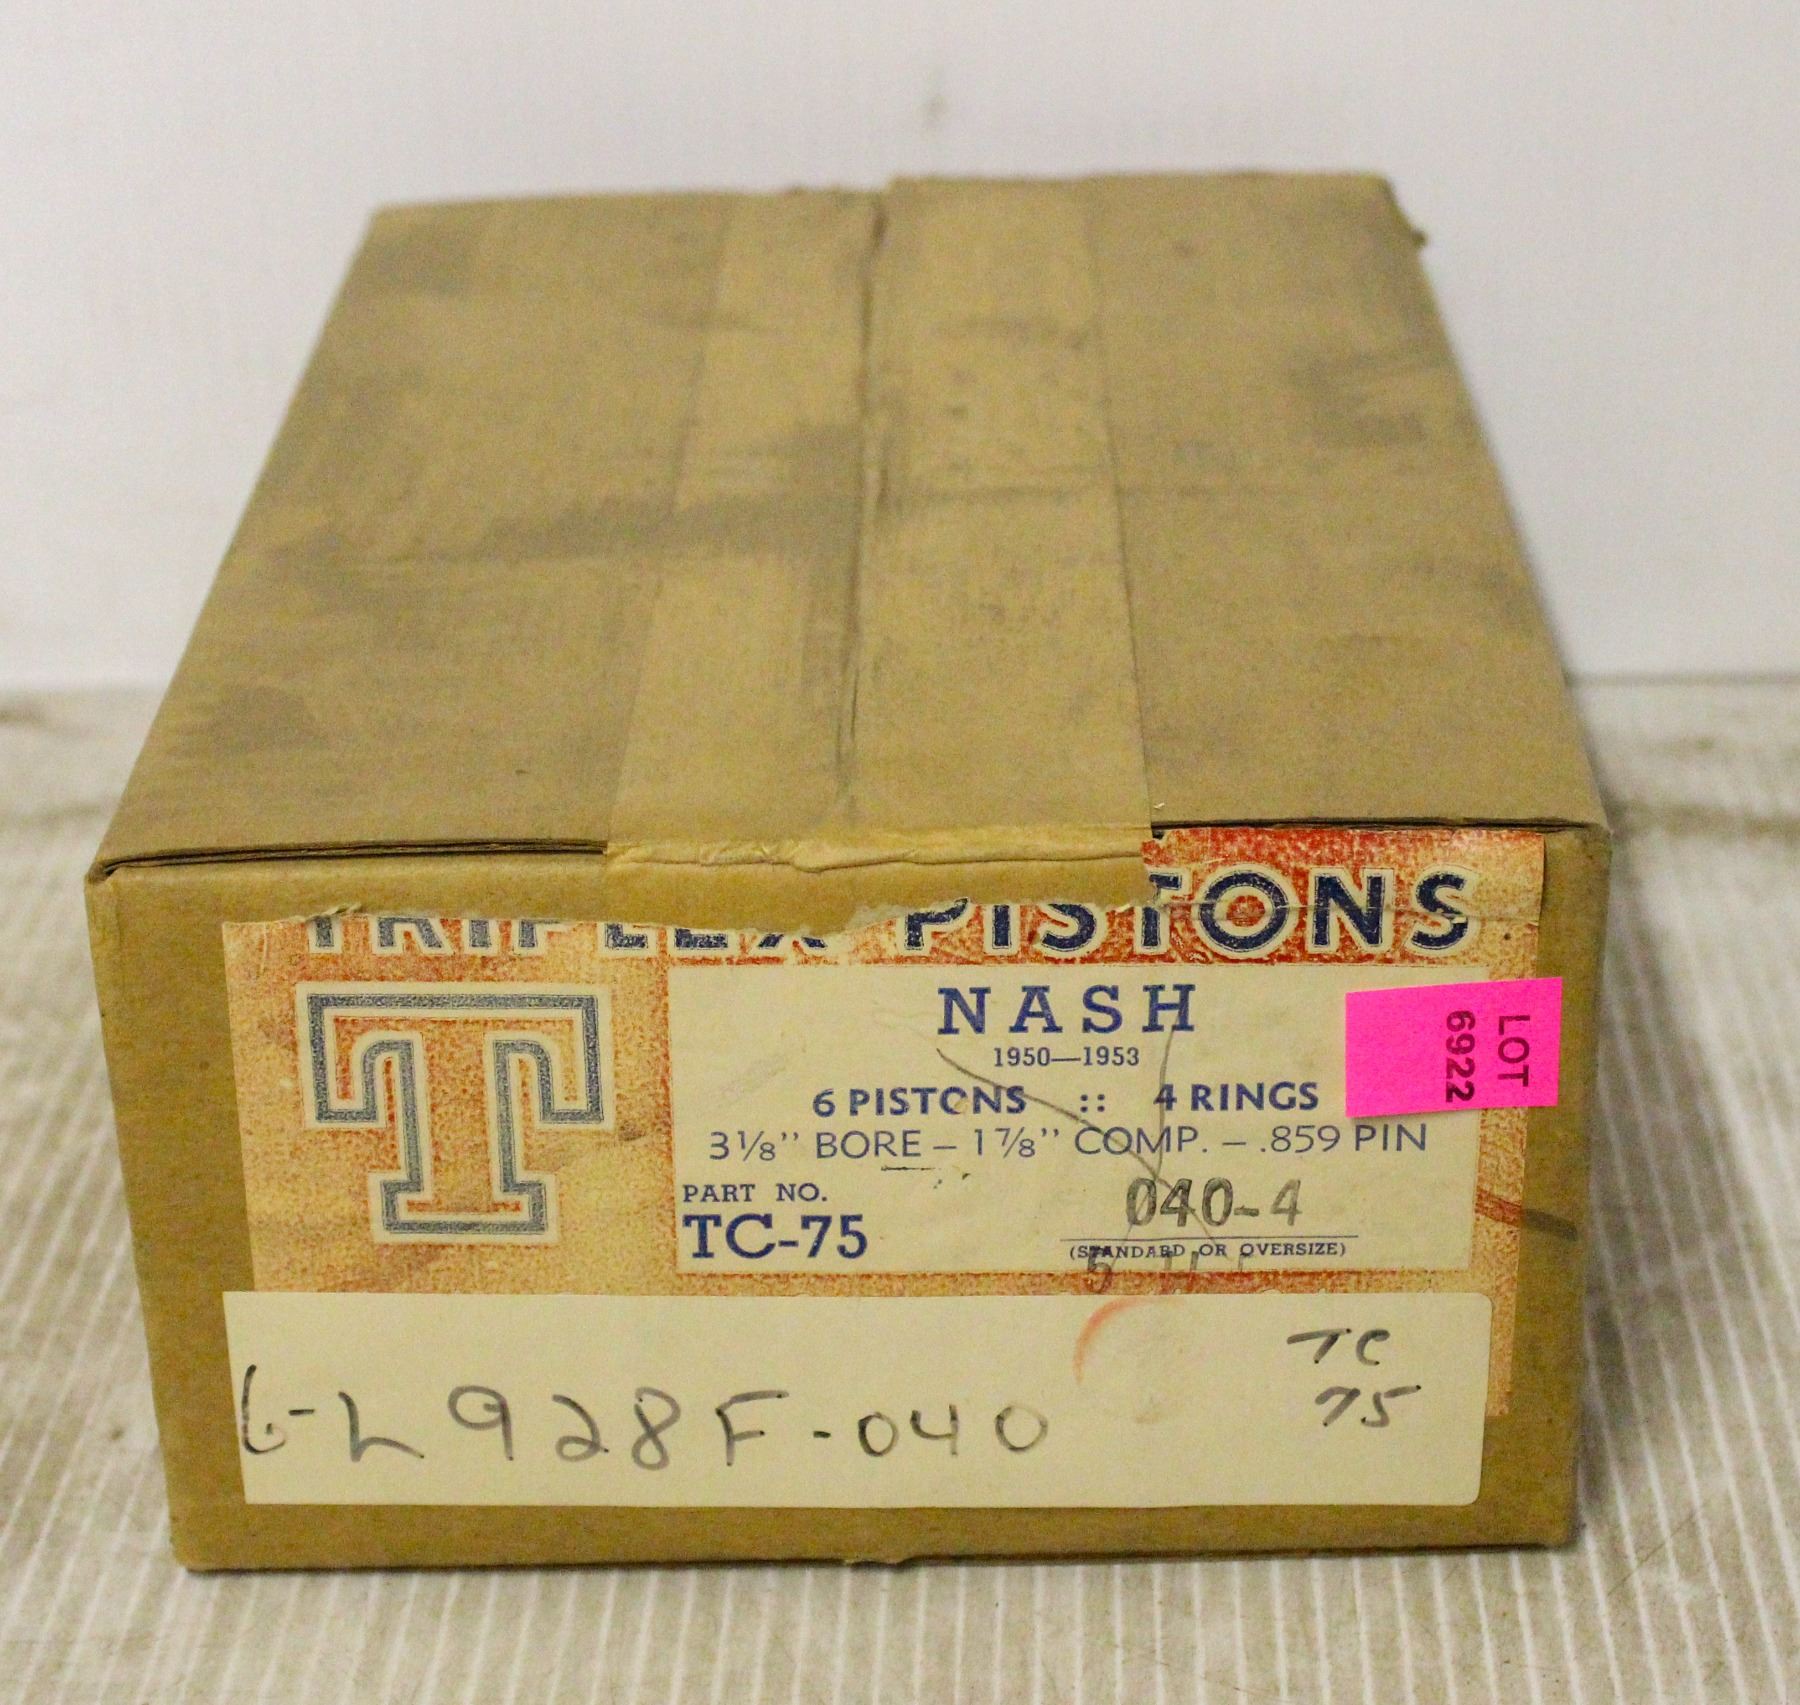 TRIPLEX PISTONS
T
NASH
1950—1953
6 PISTONS :: 4 RINGS
3⅛" BORE – 1⅞" COMP. – .859 PIN
PART NO.
TC-75
040-4
(STANDARD OR OVERSIZE)
LOT
6922
6-L928F-040
TC
75